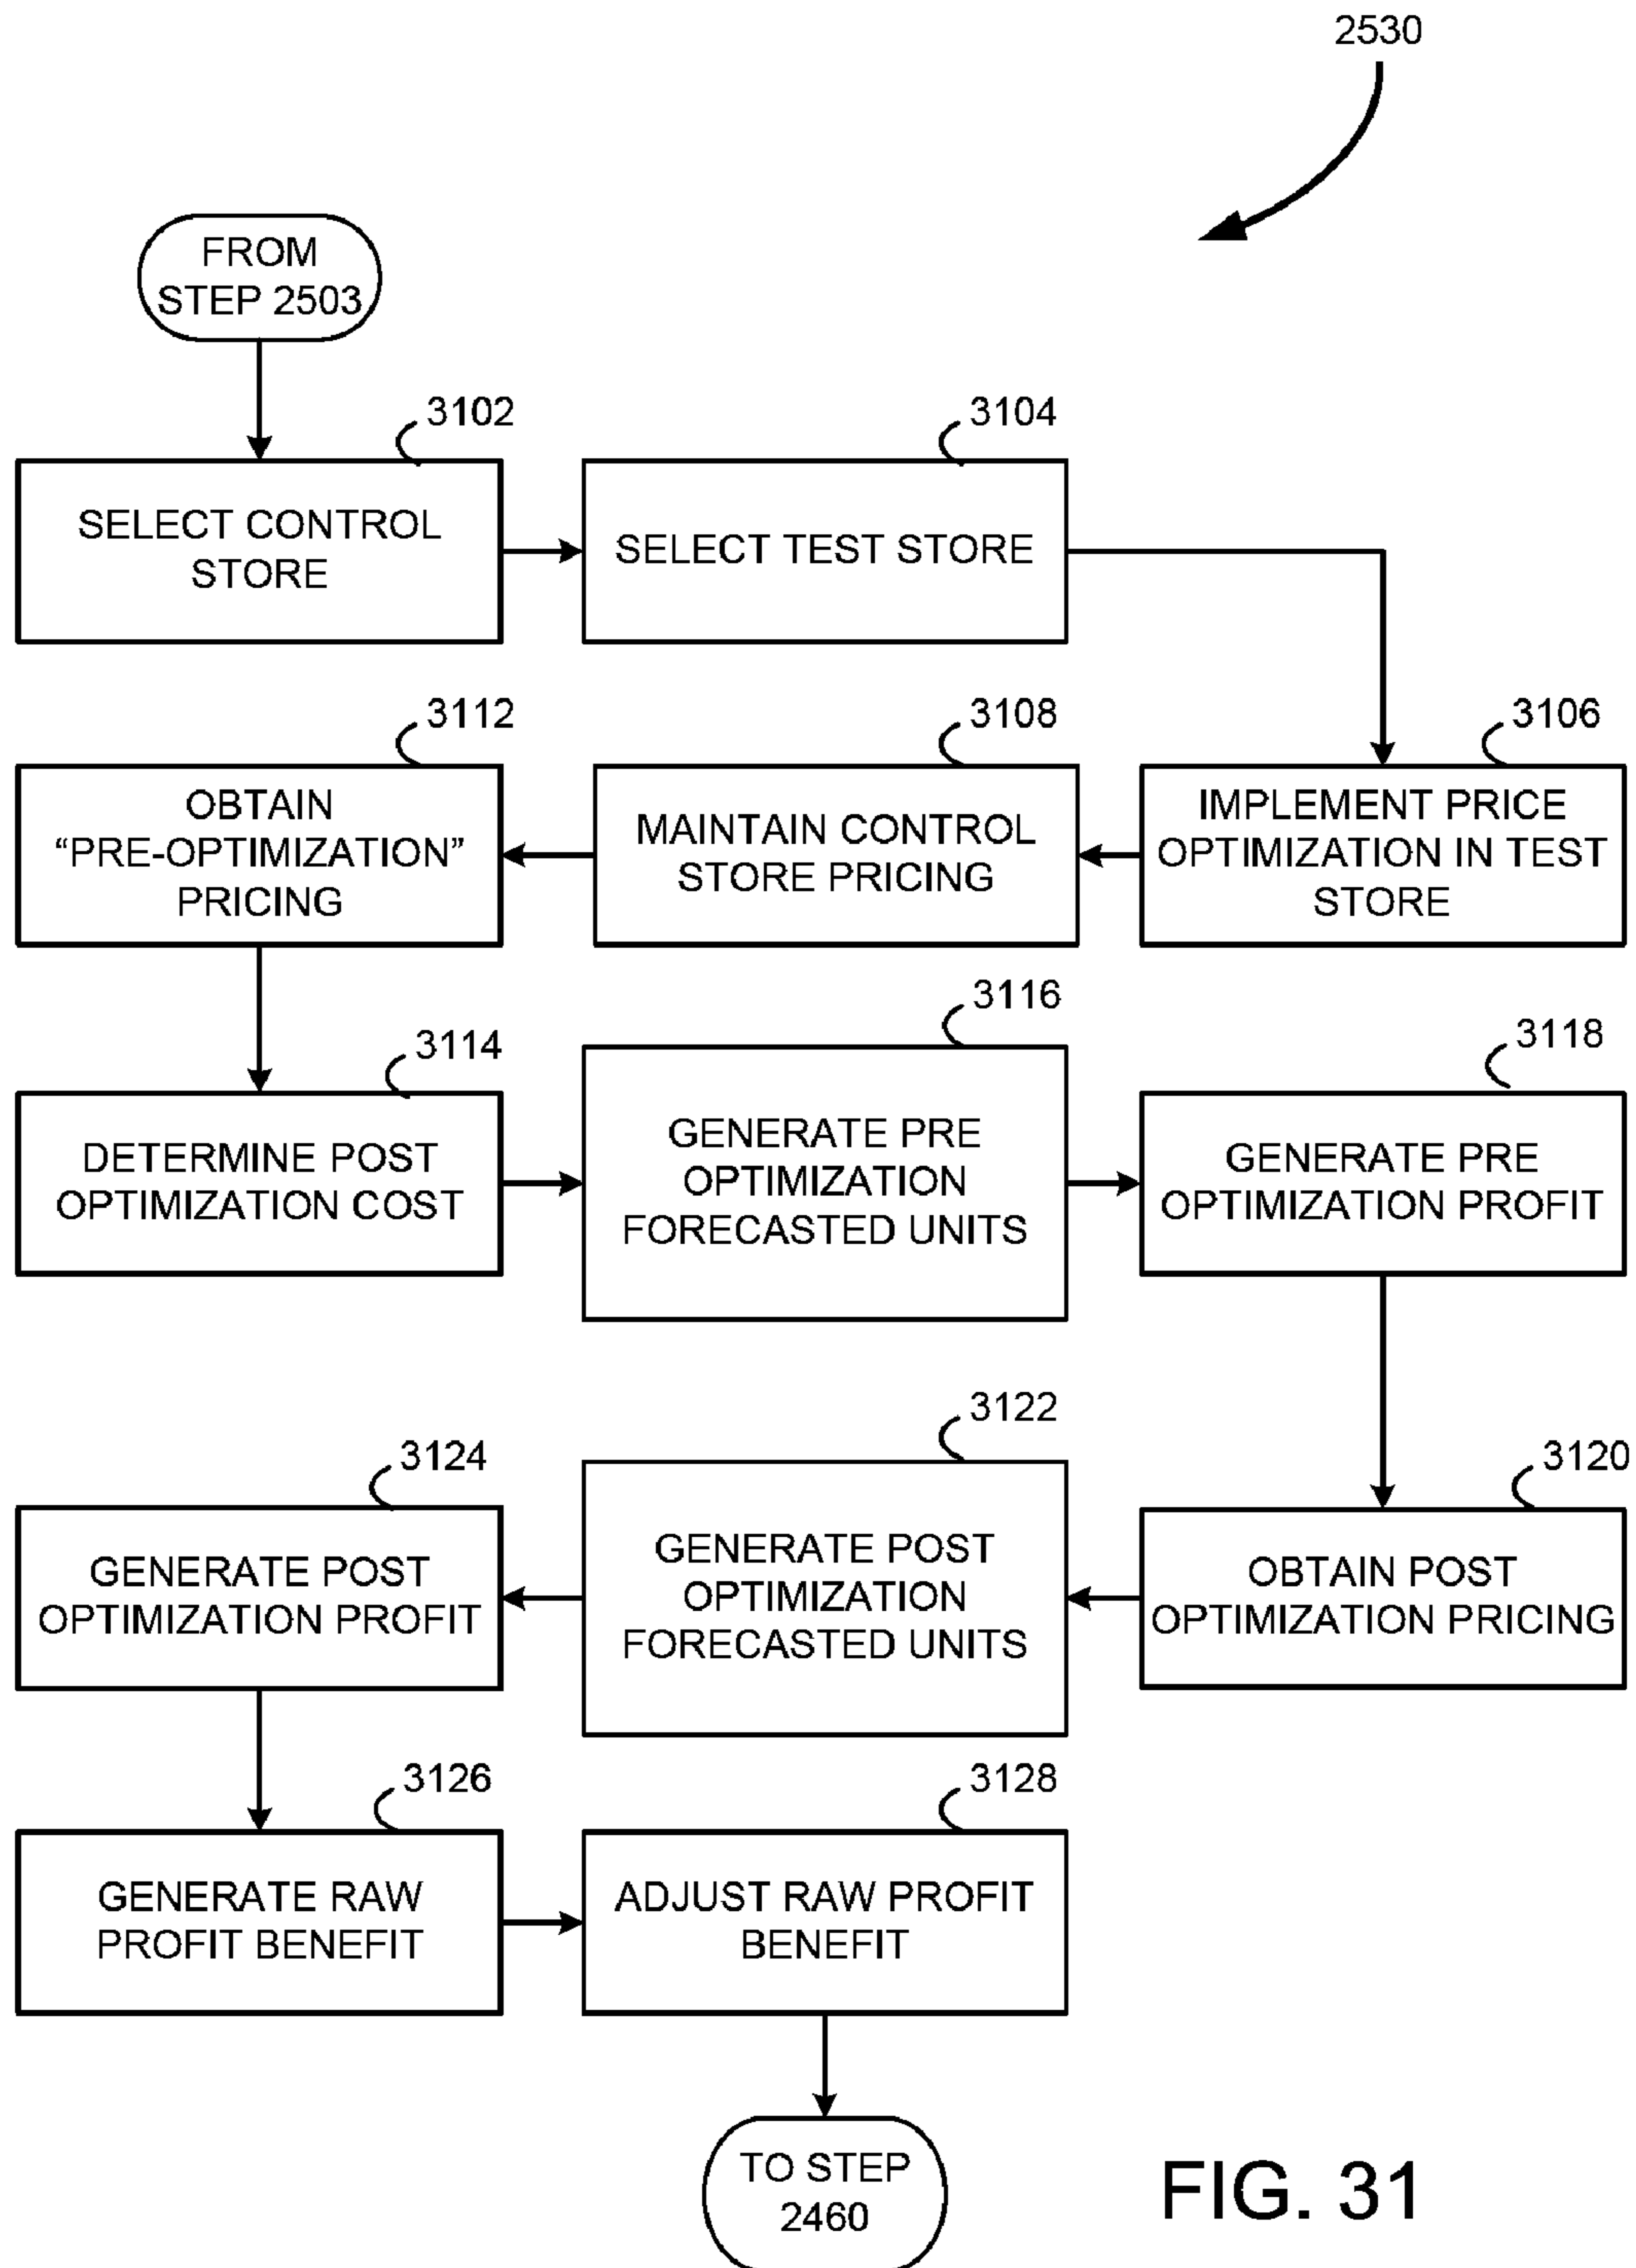 2530
FROM
STEP 2503
3102
SELECT CONTROL
STORE
3104
SELECT TEST STORE
3106
IMPLEMENT PRICE
OPTIMIZATION IN TEST
STORE
3108
MAINTAIN CONTROL
STORE PRICING
3112
OBTAIN
“PRE-OPTIMIZATION”
PRICING
3114
DETERMINE POST
OPTIMIZATION COST
3116
GENERATE PRE
OPTIMIZATION
FORECASTED UNITS
3118
GENERATE PRE
OPTIMIZATION PROFIT
3120
OBTAIN POST
OPTIMIZATION PRICING
3122
GENERATE POST
OPTIMIZATION
FORECASTED UNITS
3124
GENERATE POST
OPTIMIZATION PROFIT
3126
GENERATE RAW
PROFIT BENEFIT
3128
ADJUST RAW PROFIT
BENEFIT
TO STEP
2460
FIG. 31